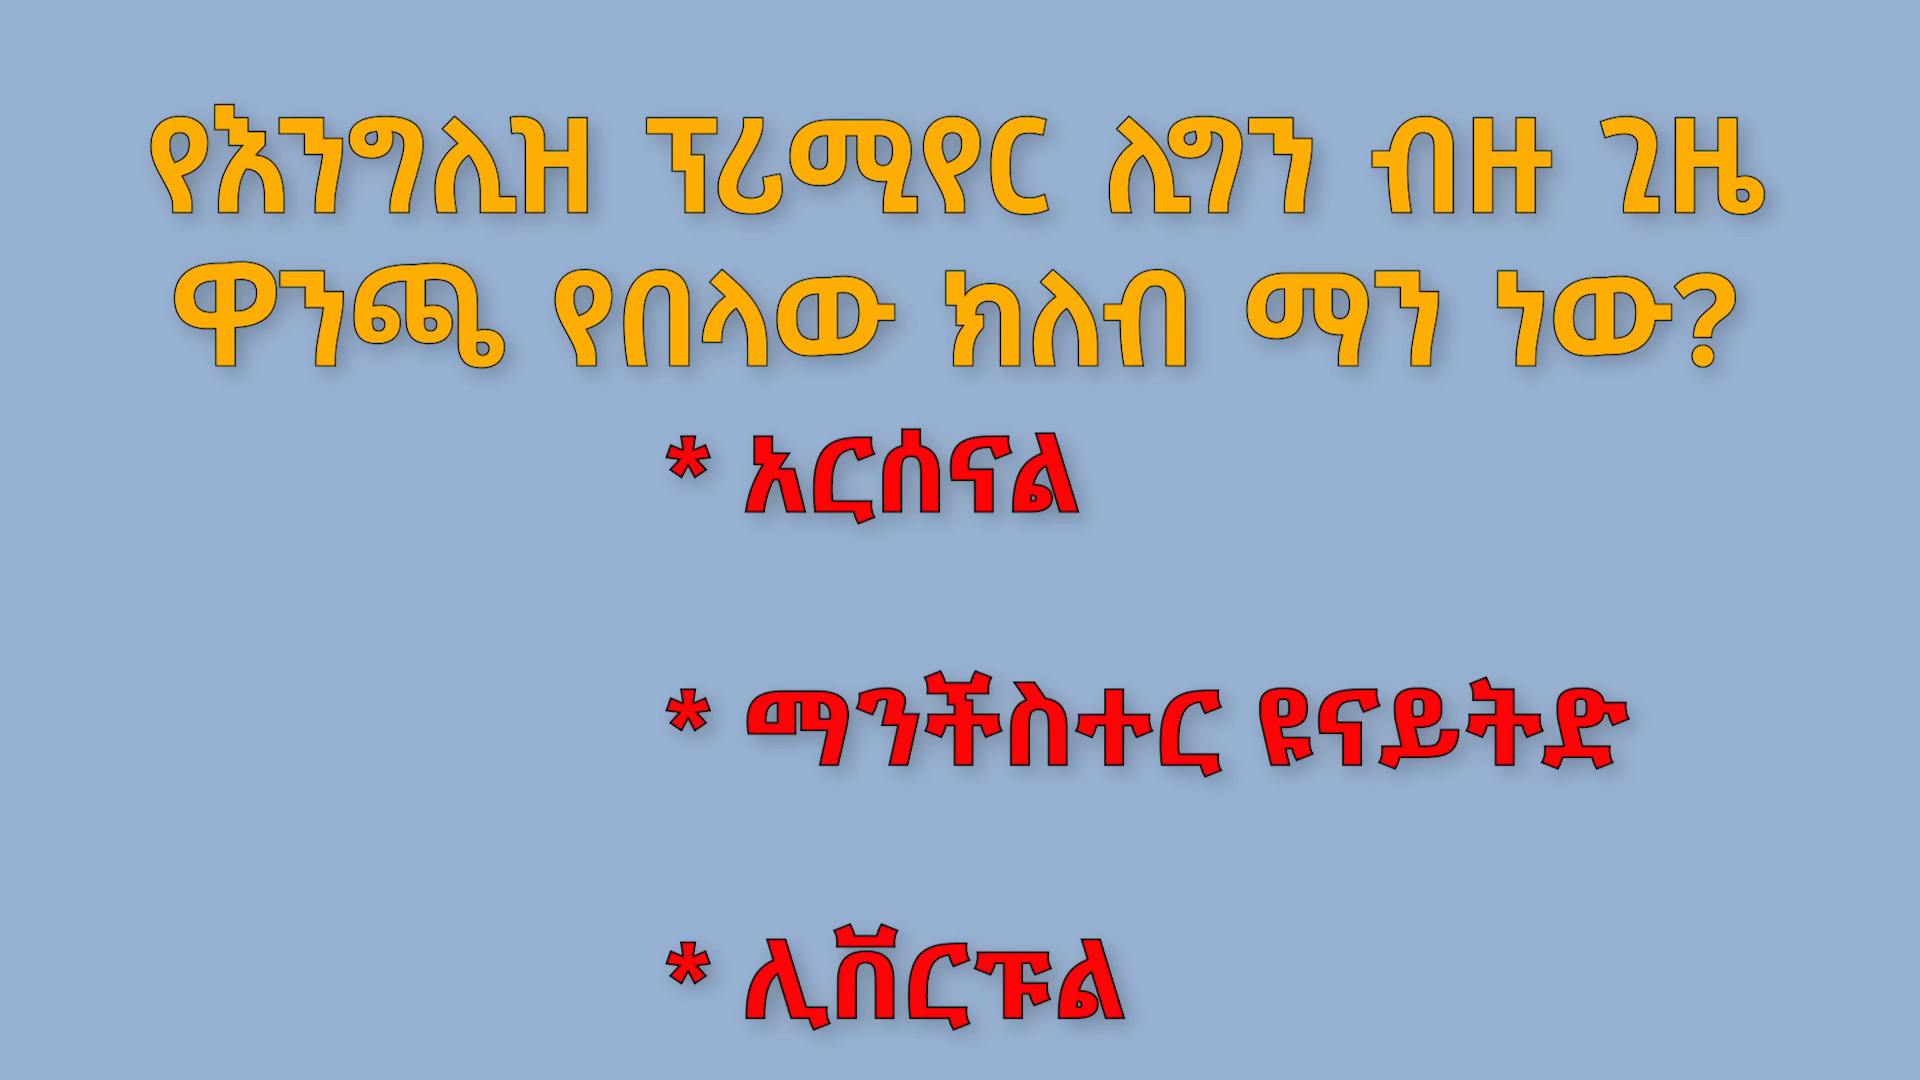 የእንግሊዝ ፕሪሚየር ሊግን ብዙ ጊዜ
ዋንጫ የበላው ክለብ ማን ነው?
* አርሰናል
* ማንችስተር ዩናይትድ
* ሊቨርፑል